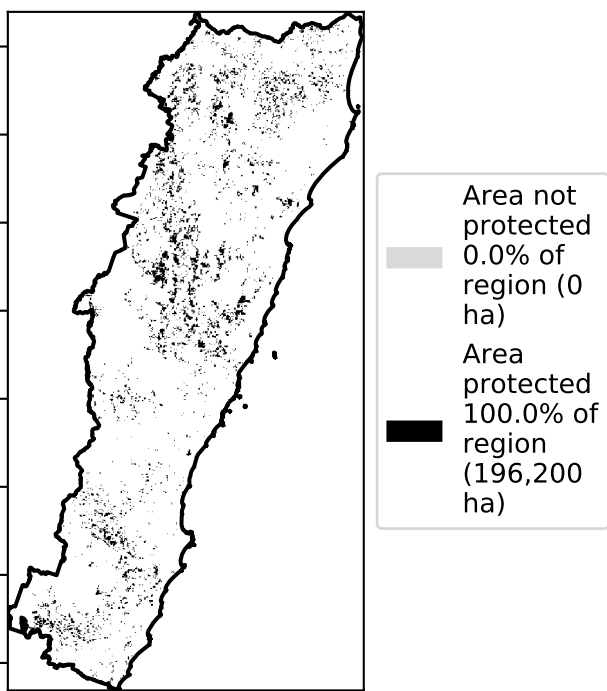 Area not
protected
0.0% of
region (0
ha)
Area
protected
100.0% of
region
(196,200
ha)